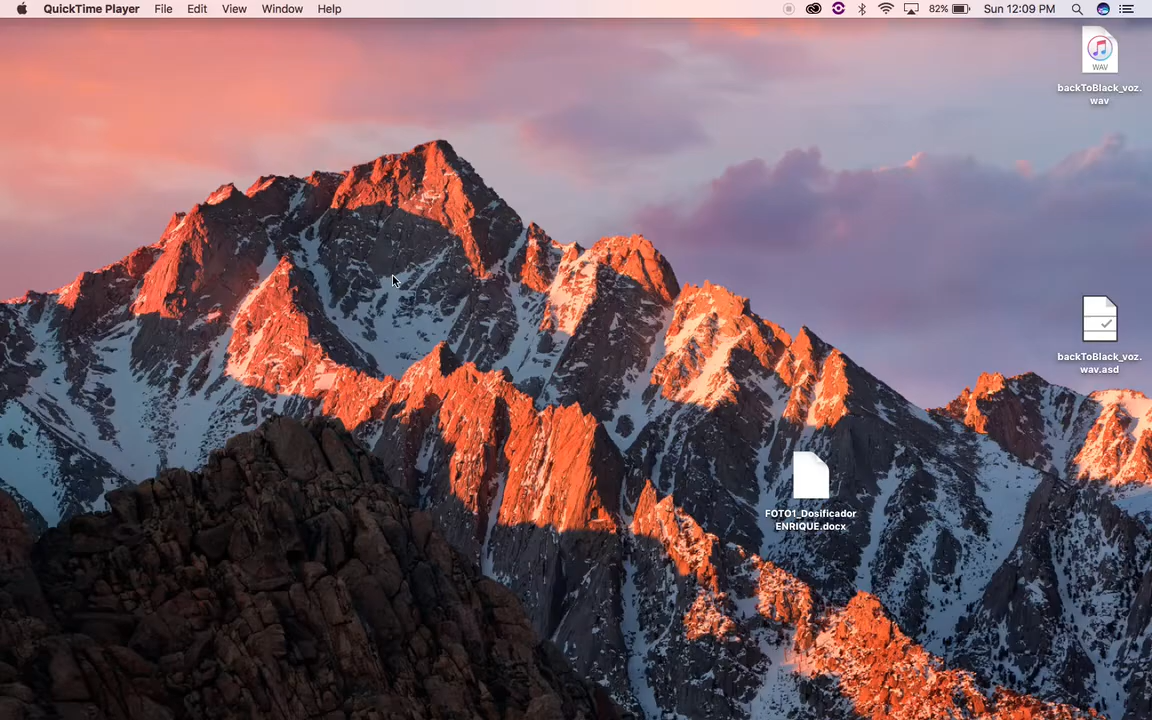 QuickTime Player File Edit View Window Help 82% Sun 12:09 PM
WAV
backToBlack_voz.
wav
backToBlack_voz.
wav.asd
FOTO1_Dosificador
ENRIQUE.docx